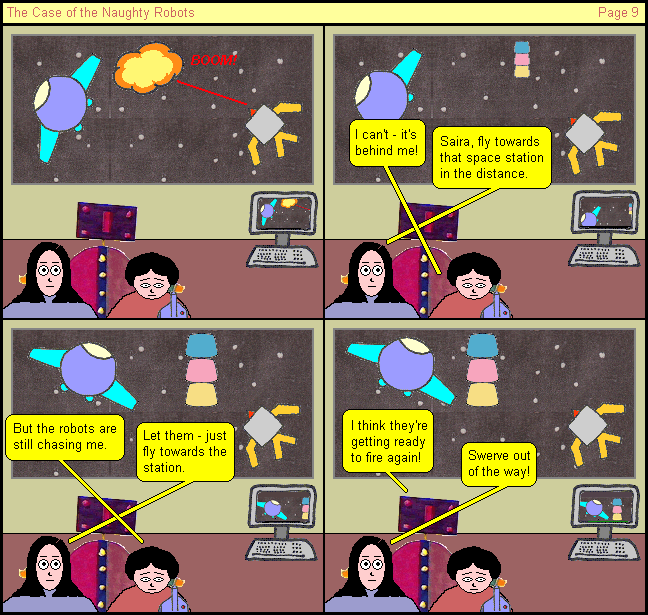 The Case of the Naughty Robots
Page 9
DOOM!
I can't - it's
behind me!
Saira, fly towards
that space station
in the distance.
But the robots are
still chasing me.
Let them - just
fly towards the
station.
I think they're
getting ready
to fire again!
Swerve out
of the way!